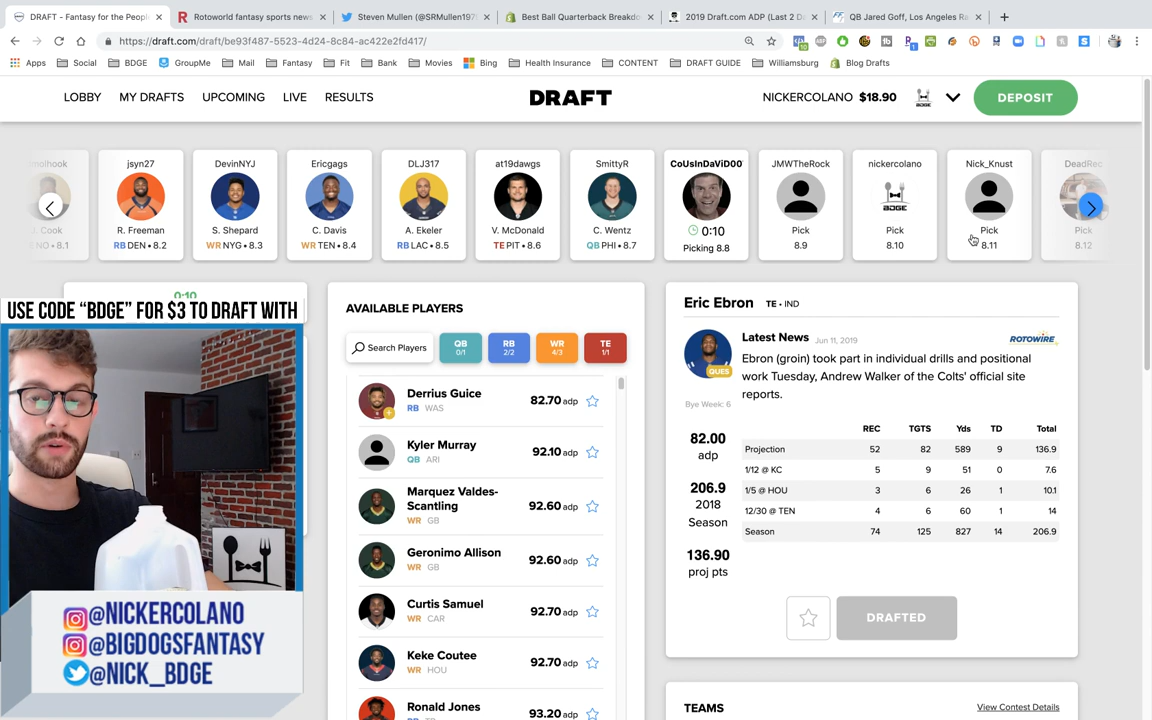 DRAFT - Fantasy for the People
Rotoworld fantasy sports news
Steven Mullen (@SRMullen197
Best Ball Quarterback Breakdo
2019 Draft.com ADP (Last 2 Da
QB Jared Goff, Los Angeles Ra
https://draft.com/draft/be93f487-5523-4d24-8c84-ac422e2fd417/
Apps Social BDGE GroupMe Mail Fantasy Fit Bank Movies Bing Health Insurance CONTENT DRAFT GUIDE Williamsburg Blog Drafts
LOBBY MY DRAFTS UPCOMING LIVE RESULTS DRAFT NICKERCOLANO $18.90 DEPOSIT
molhook jsyn27 DevinNYJ Ericgags DLJ317 at19dawgs SmittyR CoUsInDaViD00 JMWTheRock nickercolano Nick_Knust DeadRec
BDGE
J. Cook R. Freeman S. Shepard C. Davis A. Ekeler V. McDonald C. Wentz 0:10 Pick Pick Pick Pick
NO • 8.1 RB DEN • 8.2 WR NYG • 8.3 WR TEN • 8.4 RB LAC • 8.5 TE PIT • 8.6 QB PHI • 8.7 Picking 8.8 8.9 8.10 8.11 8.12
0:10
USE CODE “BDGE” FOR $3 TO DRAFT WITH
@NICKERCOLANO
@BIGDOGSFANTASY
@NICK_BDGE
AVAILABLE PLAYERS
Search Players
QB 0/1
RB 2/2
WR 4/3
TE 1/1
Derrius Guice 82.70 adp
RB WAS
Kyler Murray 92.10 adp
QB ARI
Marquez Valdes-
Scantling 92.60 adp
WR GB
Geronimo Allison 92.60 adp
WR GB
Curtis Samuel 92.70 adp
WR CAR
Keke Coutee 92.70 adp
WR HOU
Ronald Jones 93.20 adp
Eric Ebron TE • IND
Latest News Jun 11, 2019 ROTOWIRE
QUES
Ebron (groin) took part in individual drills and positional
work Tuesday, Andrew Walker of the Colts' official site
reports.
Bye Week: 6
82.00
adp
206.9
2018
Season
136.90
proj pts
REC TGTS Yds TD Total
Projection 52 82 589 9 136.9
1/12 @ KC 5 9 51 0 7.6
1/5 @ HOU 3 6 26 1 10.1
12/30 @ TEN 4 6 60 1 14
Season 74 125 827 14 206.9
DRAFTED
TEAMS View Contest Details